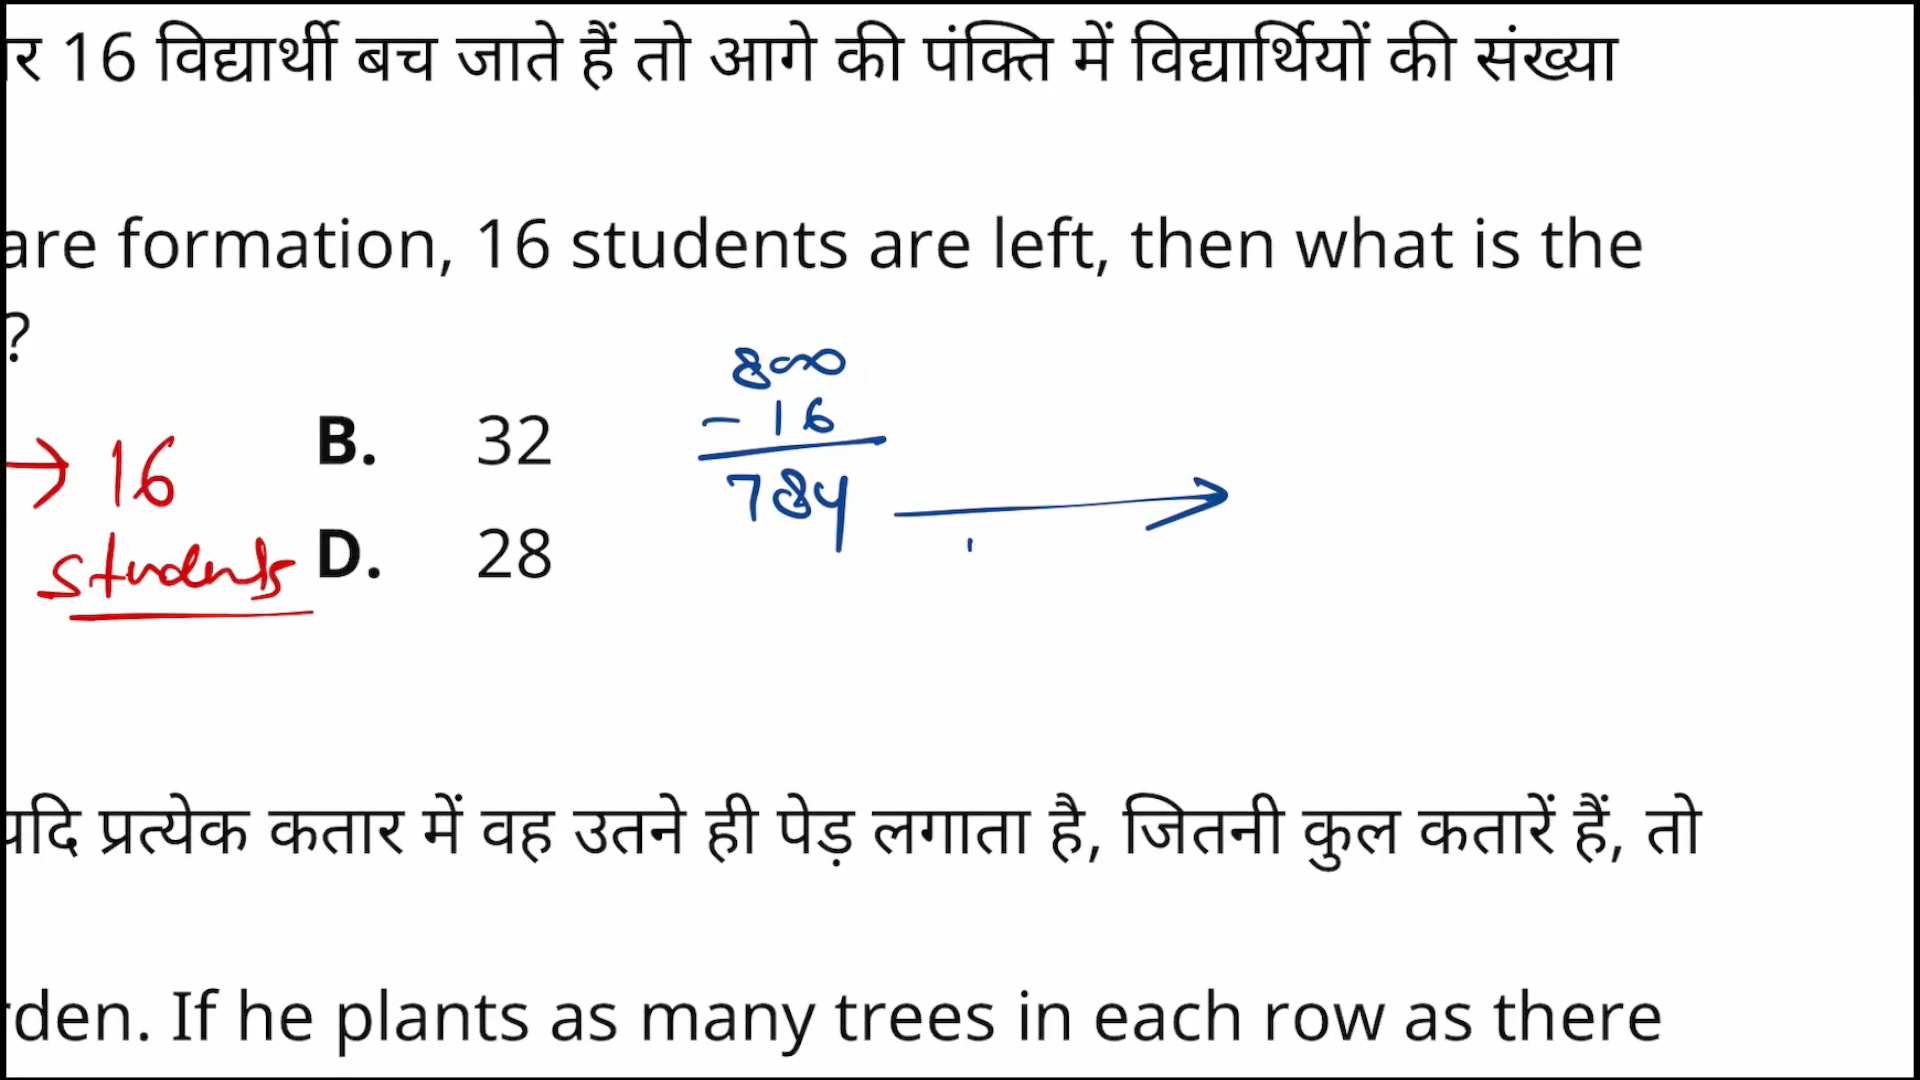 र 16 विद्यार्थी बच जाते हैं तो आगे की पंक्ति में विद्यार्थियों की संख्या
are formation, 16 students are left, then what is the
?
800
- 16
784
→ 16
students
B. 32
D. 28
यदि प्रत्येक कतार में वह उतने ही पेड़ लगाता है, जितनी कुल कतारें हैं, तो
rden. If he plants as many trees in each row as there